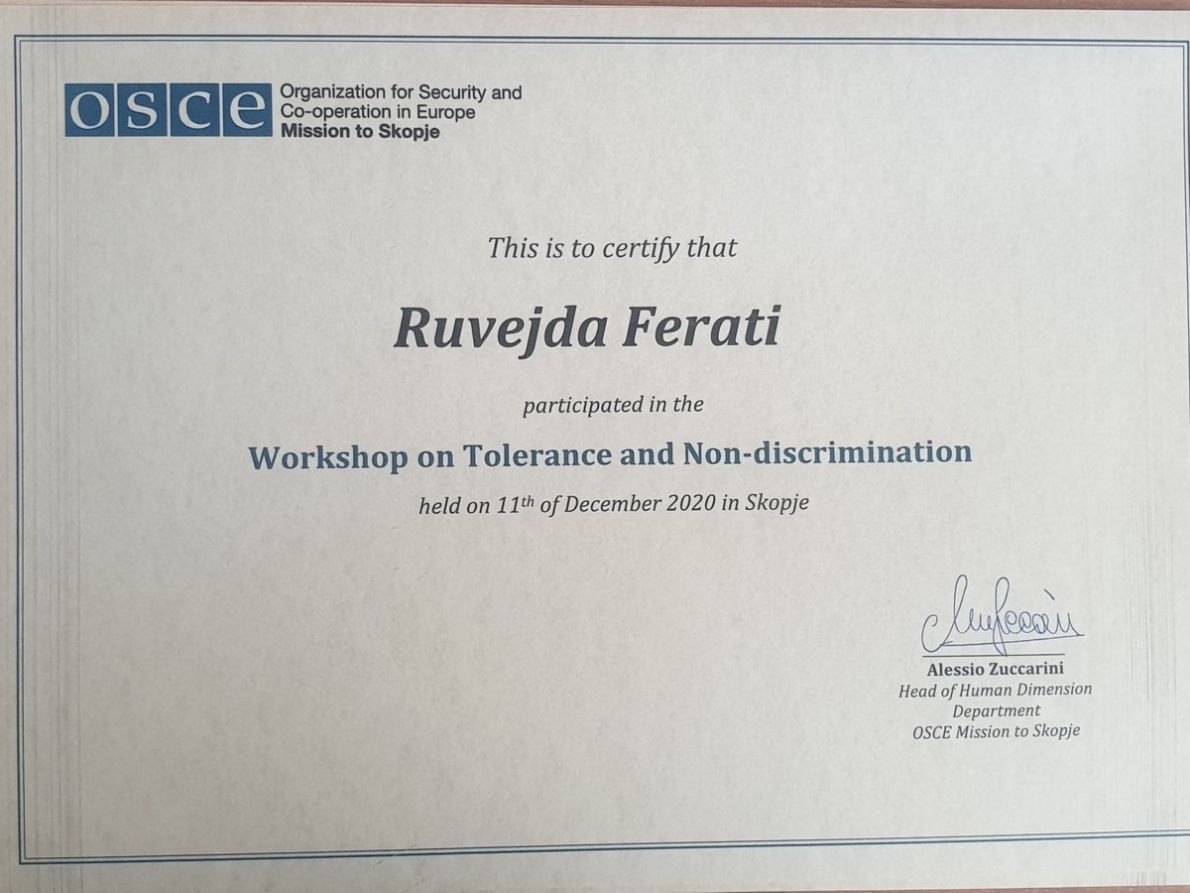 osce Organization for Security and
Co-operation in Europe
Mission to Skopje
This is to certify that
Ruvejda Ferati
participated in the
Workshop on Tolerance and Non-discrimination
held on 11th of December 2020 in Skopje
Alessio Zuccarini
Head of Human Dimension
Department
OSCE Mission to Skopje